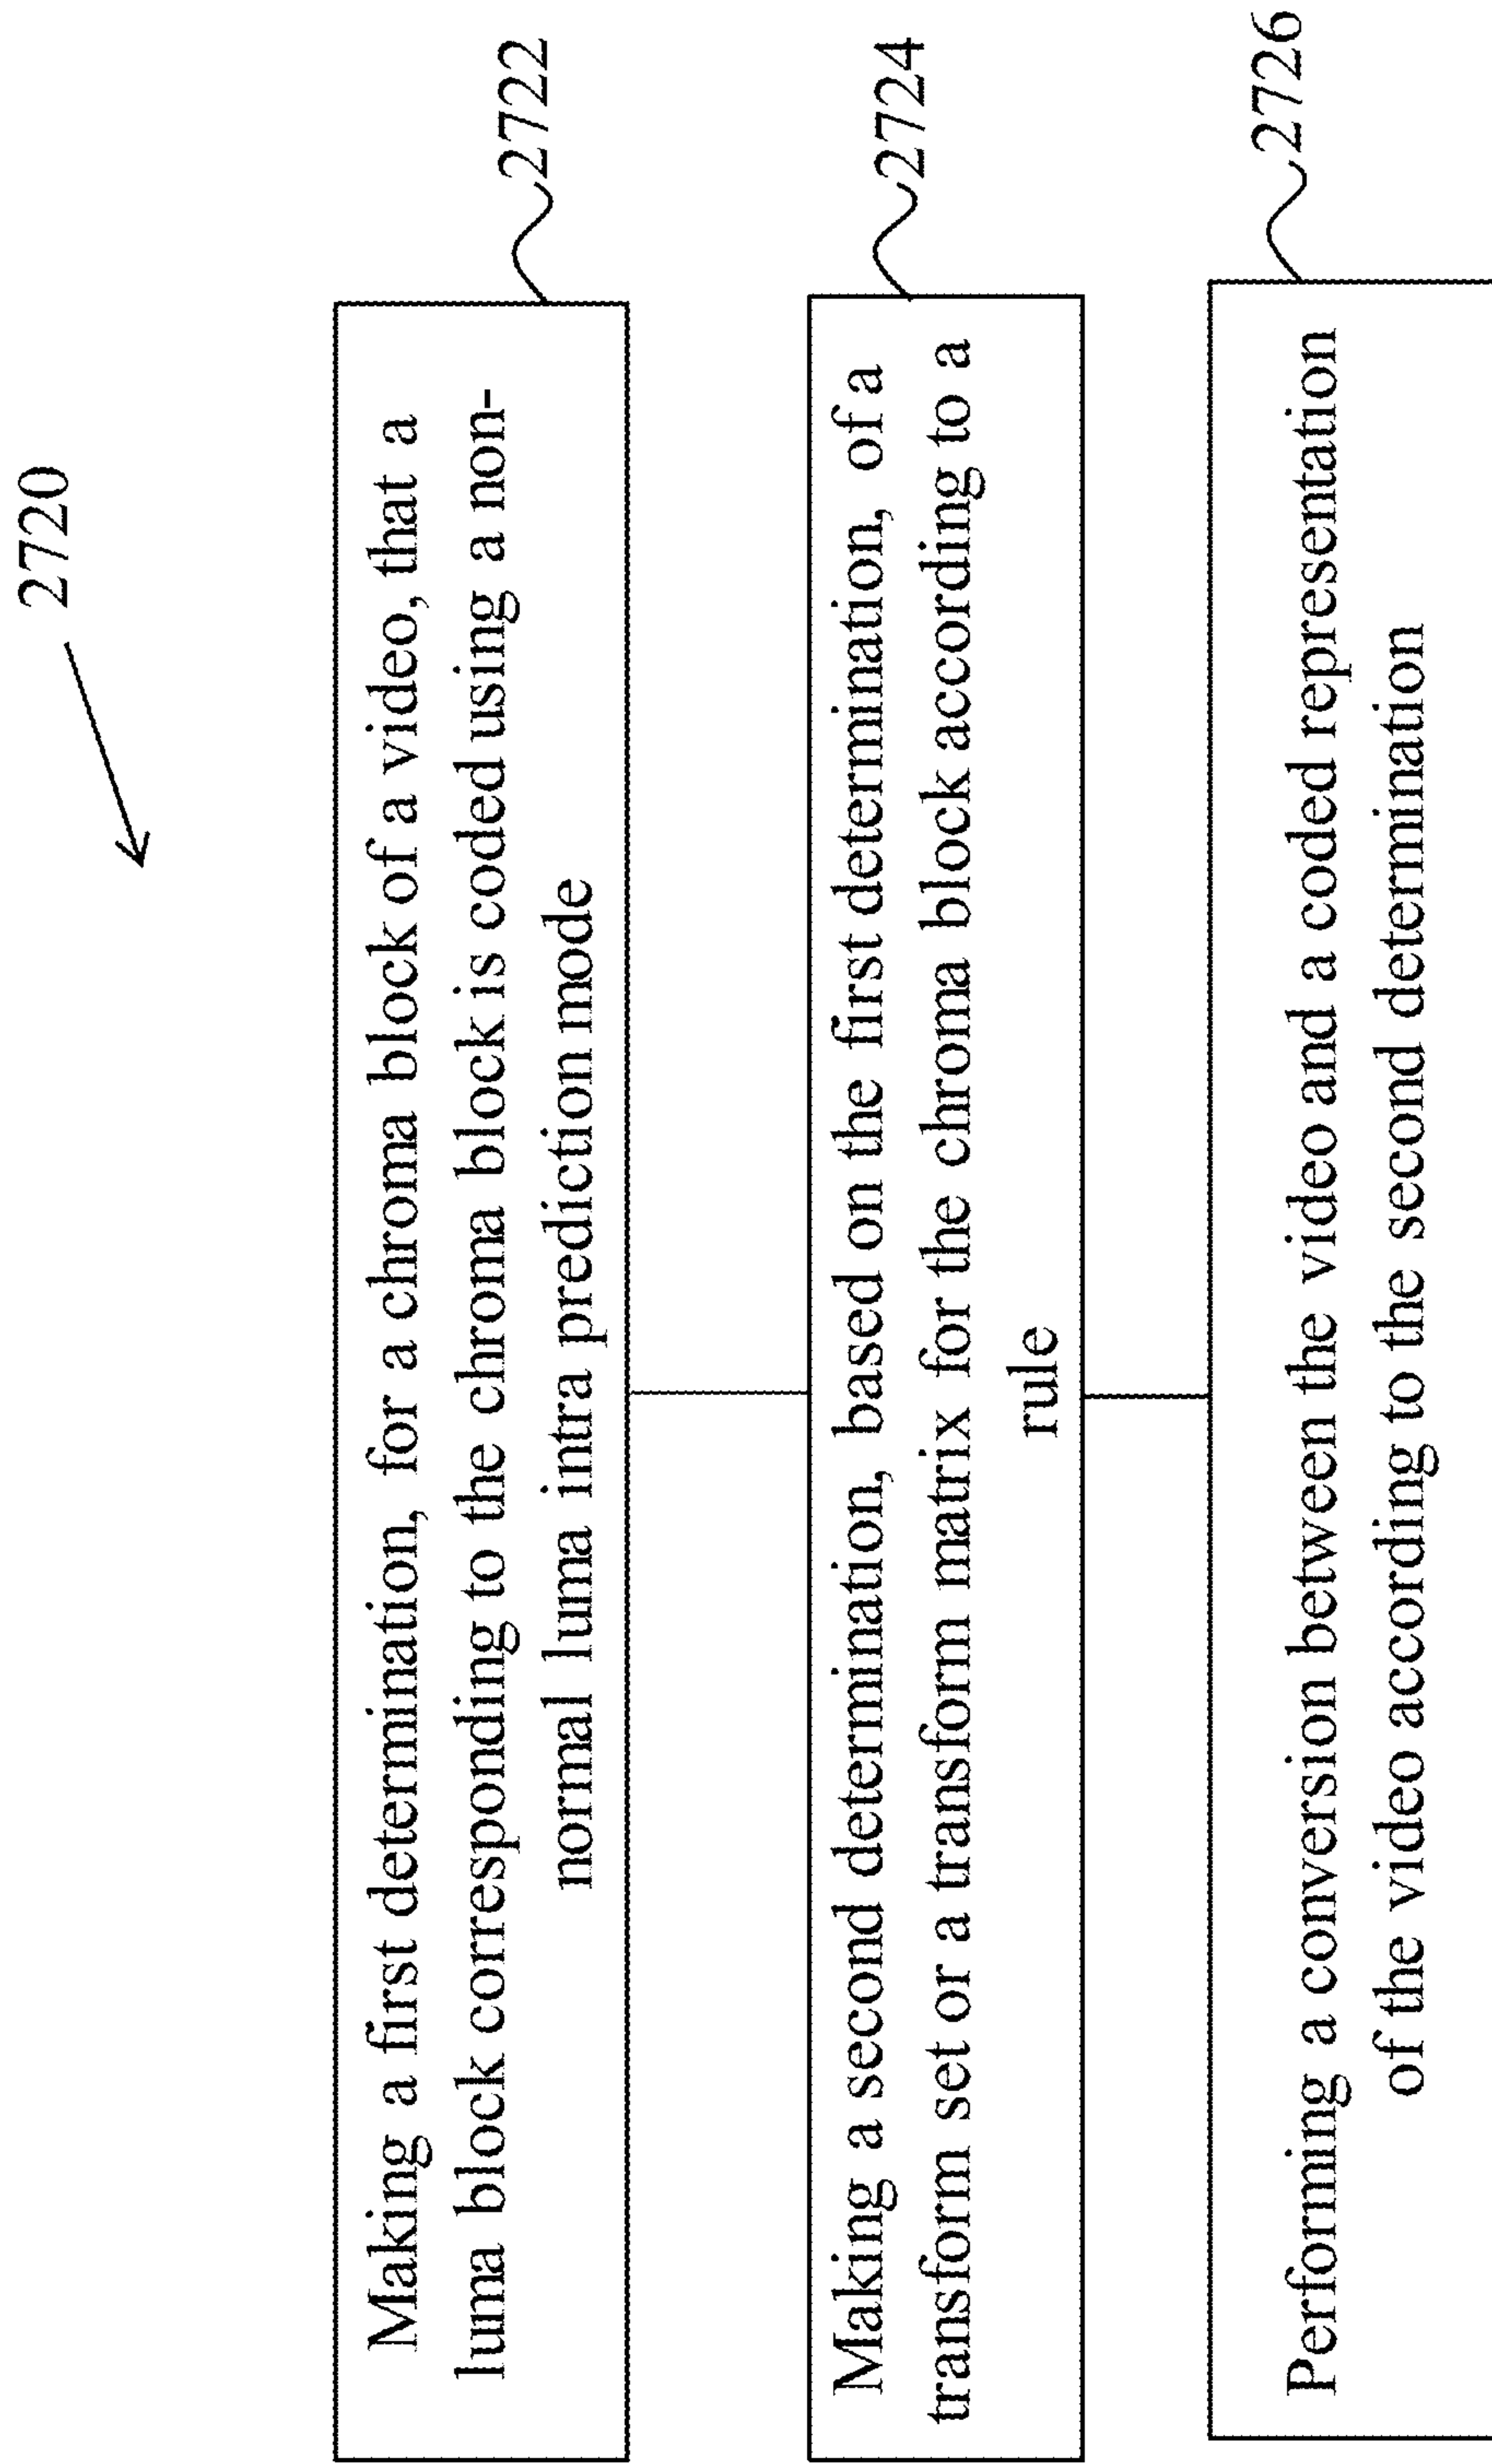 2720
Making a first determination, for a chroma block of a video, that a
luma block corresponding to the chroma block is coded using a non-
normal luma intra prediction mode
2722
Making a second determination, based on the first determination, of a
transform set or a transform matrix for the chroma block according to a
rule
2724
Performing a conversion between the video and a coded representation
of the video according to the second determination
2726